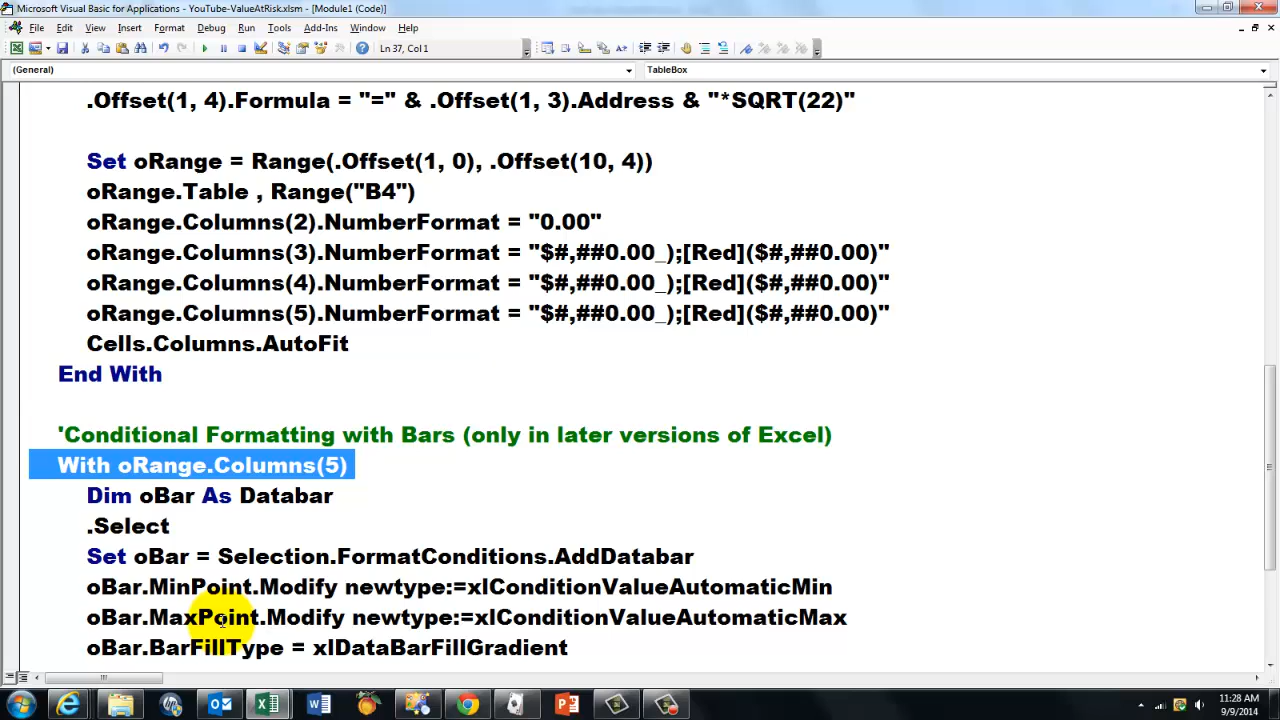 Microsoft Visual Basic for Applications - YouTube-ValueAtRisk.xlsm - [Module1 (Code)]
File Edit View Insert Format Debug Run Tools Add-Ins Window Help
Ln 37, Col 1
(General) TableBox
.Offset(1, 4).Formula = "=" & .Offset(1, 3).Address & "*SQRT(22)"
Set oRange = Range(.Offset(1, 0), .Offset(10, 4))
oRange.Table , Range("B4")
oRange.Columns(2).NumberFormat = "0.00"
oRange.Columns(3).NumberFormat = "$#,##0.00_);[Red]($#,##0.00)"
oRange.Columns(4).NumberFormat = "$#,##0.00_);[Red]($#,##0.00)"
oRange.Columns(5).NumberFormat = "$#,##0.00_);[Red]($#,##0.00)"
Cells.Columns.AutoFit
End With
'Conditional Formatting with Bars (only in later versions of Excel)
With oRange.Columns(5)
Dim oBar As Databar
.Select
Set oBar = Selection.FormatConditions.AddDatabar
oBar.MinPoint.Modify newtype:=xlConditionValueAutomaticMin
oBar.MaxPoint.Modify newtype:=xlConditionValueAutomaticMax
oBar.BarFillType = xlDataBarFillGradient
11:28 AM
9/9/2014